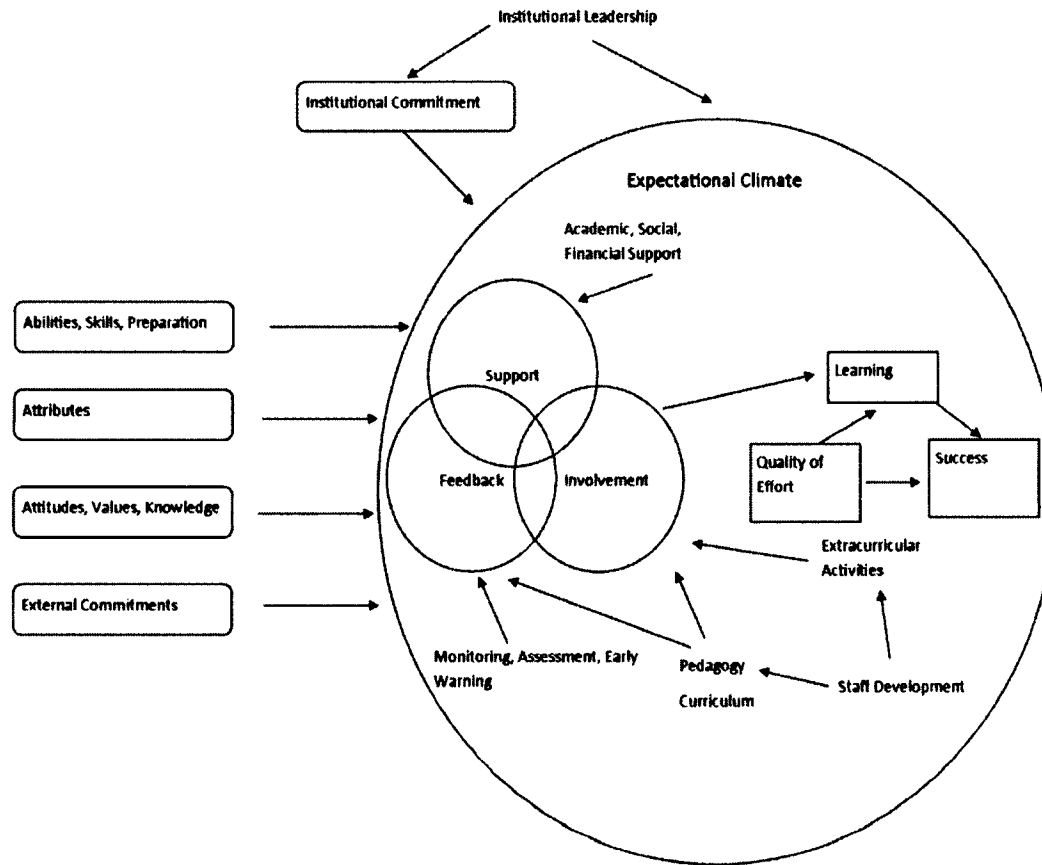 Institutional Leadership
Institutional Commitment
Expectational Climate
Academic, Social,
Financial Support
Abilities, Skills, Preparation
Support
Learning
Attributes
Quality of
Effort
Success
Feedback
Involvement
Attitudes, Values, Knowledge
Extracurricular
Activities
External Commitments
Monitoring, Assessment, Early
Warning
Pedagogy
Curriculum
Staff Development